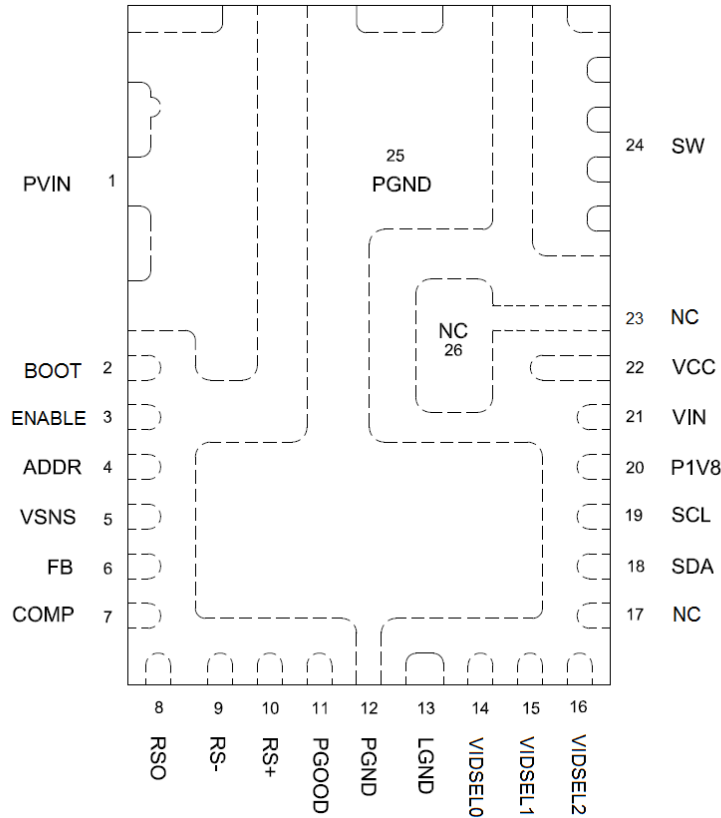 25
PGND
24 SW
PVIN 1
23 NC
NC
26
BOOT 2
22 VCC
ENABLE 3
21 VIN
ADDR 4
20 P1V8
VSNS 5
19 SCL
FB 6
18 SDA
COMP 7
17 NC
8 9 10 11 12 13 14 15 16
RSO
RS-
RS+
PGOOD
PGND
LGND
VIDSEL0
VIDSEL1
VIDSEL2